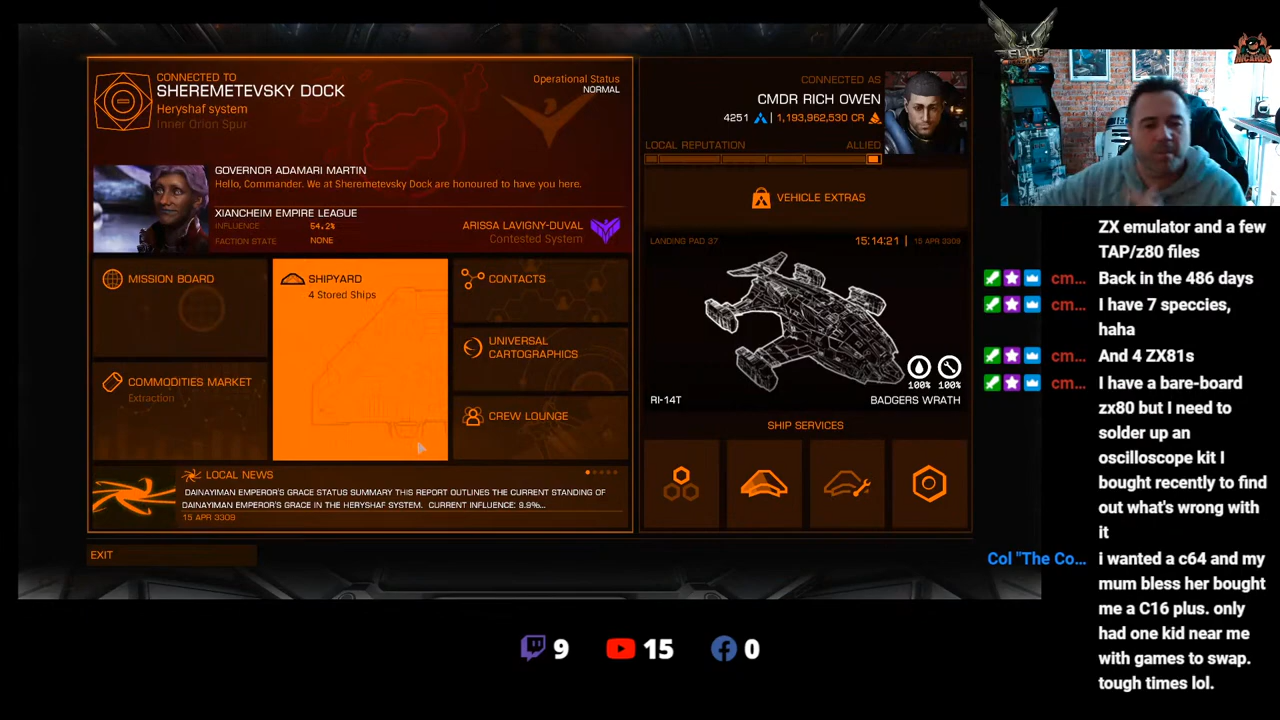 CONNECTED TO
SHEREMETEVSKY DOCK
Heryshaf system
Inner Orion Spur
Operational Status
NORMAL
GOVERNOR ADAMARI MARTIN
Hello, Commander. We at Sheremetevsky Dock are honoured to have you here.
XIANCHEIM EMPIRE LEAGUE
INFLUENCE 54.2%
FACTION STATE NONE
ARISSA LAVIGNY-DUVAL
Contested System
MISSION BOARD
SHIPYARD
4 Stored Ships
CONTACTS
UNIVERSAL
CARTOGRAPHICS
COMMODITIES MARKET
Extraction
CREW LOUNGE
LOCAL NEWS
DAINAYIMAN EMPEROR'S GRACE STATUS SUMMARY THIS REPORT OUTLINES THE CURRENT STANDING OF
DAINAYIMAN EMPEROR'S GRACE IN THE HERYSHAF SYSTEM. CURRENT INFLUENCE: 9.9%...
15 APR 3309
EXIT
CONNECTED AS
CMDR RICH OWEN
4251 | 1,193,962,530 CR
LOCAL REPUTATION ALLIED
VEHICLE EXTRAS
LANDING PAD 37 15:14:21 | 15 APR 3309
100% 100%
RI-14T BADGERS WRATH
SHIP SERVICES
ELITE
RICARDO
ZX emulator and a few
TAP/z80 files
cm... Back in the 486 days
cm... I have 7 speccies,
haha
cm... And 4 ZX81s
cm... I have a bare-board
zx80 but I need to
solder up an
oscilloscope kit I
bought recently to find
out what's wrong with
it
Col "The Co... i wanted a c64 and my
mum bless her bought
me a C16 plus. only
had one kid near me
with games to swap.
tough times lol.
9 15 0